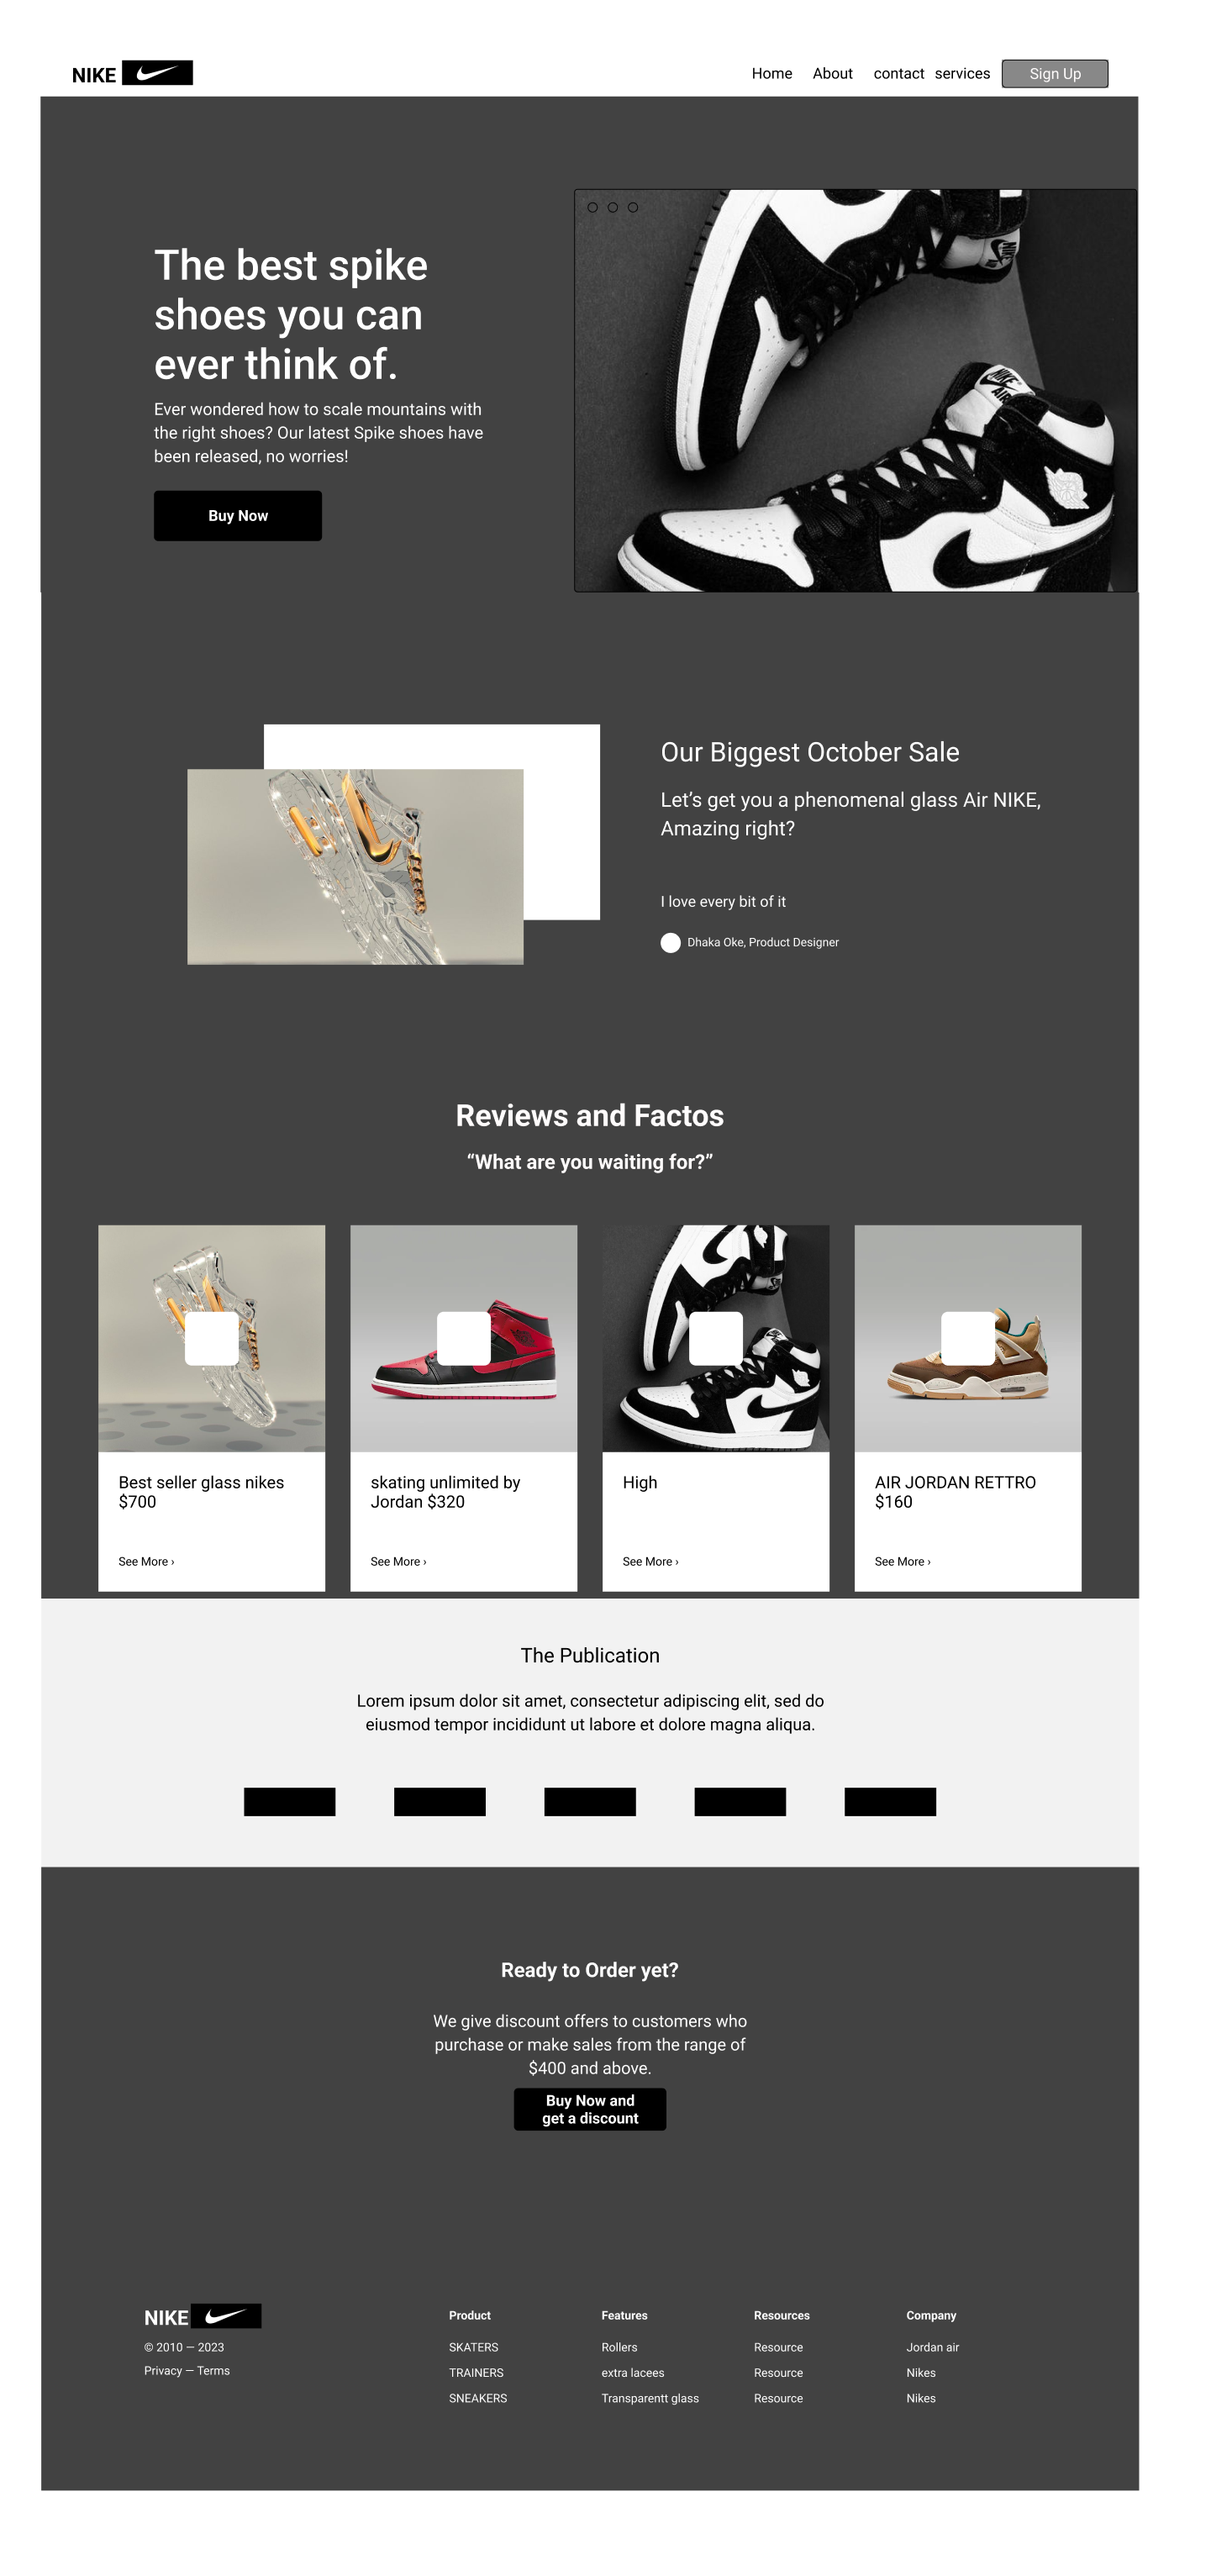 NIKE
Home About contact services Sign Up
The best spike
shoes you can
ever think of.
Ever wondered how to scale mountains with
the right shoes? Our latest Spike shoes have
been released, no worries!
Buy Now
NIKE
NIKE
AIR
Our Biggest October Sale
Let’s get you a phenomenal glass Air NIKE,
Amazing right?
I love every bit of it
Dhaka Oke, Product Designer
Reviews and Factos
“What are you waiting for?”
Best seller glass nikes
$700
See More ›
skating unlimited by
Jordan $320
See More ›
High
See More ›
AIR JORDAN RETTRO
$160
See More ›
The Publication
Lorem ipsum dolor sit amet, consectetur adipiscing elit, sed do
eiusmod tempor incididunt ut labore et dolore magna aliqua.
Ready to Order yet?
We give discount offers to customers who
purchase or make sales from the range of
$400 and above.
Buy Now and
get a discount
NIKE
© 2010 — 2023
Privacy — Terms
Product
SKATERS
TRAINERS
SNEAKERS
Features
Rollers
extra lacees
Transparentt glass
Resources
Resource
Resource
Resource
Company
Jordan air
Nikes
Nikes